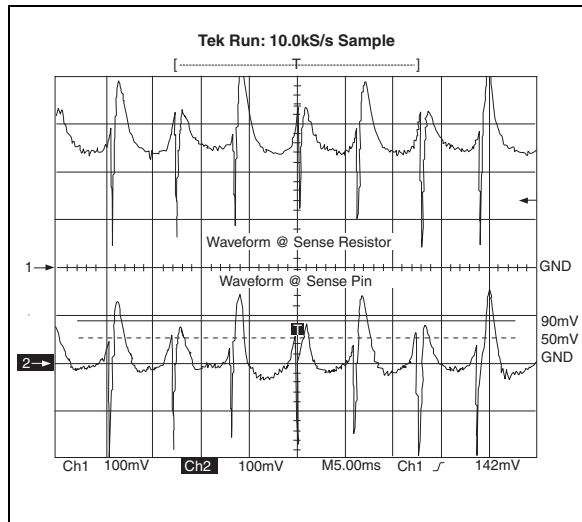 Tek Run: 10.0kS/s Sample
[ T ]
Waveform @ Sense Resistor
1 GND
Waveform @ Sense Pin
90mV
T
50mV
2 GND
Ch1 100mV Ch2 100mV M5.00ms Ch1 142mV